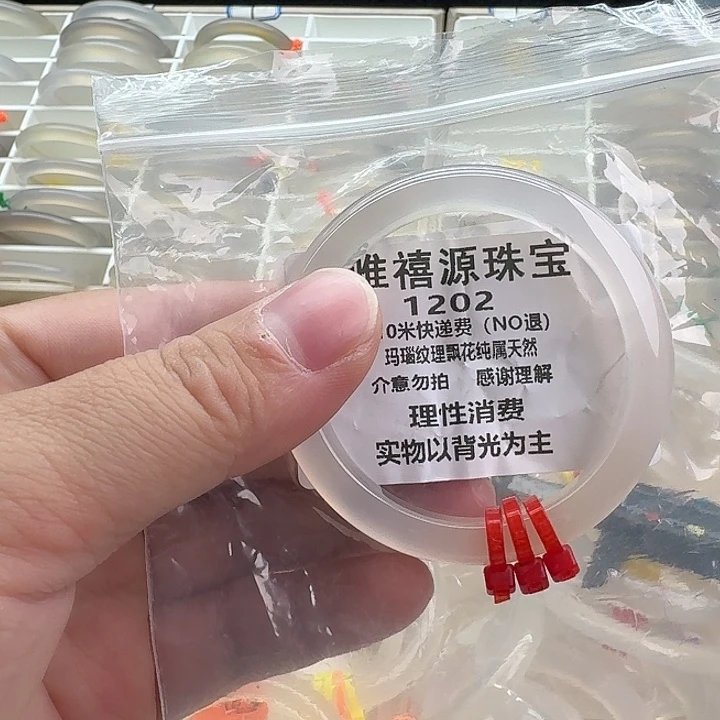 惟禧源珠宝
1202
10米快递费（NO退)
玛瑙纹理飘花纯属天然
介意勿拍 感谢理解
理性消费
实物以背光为主